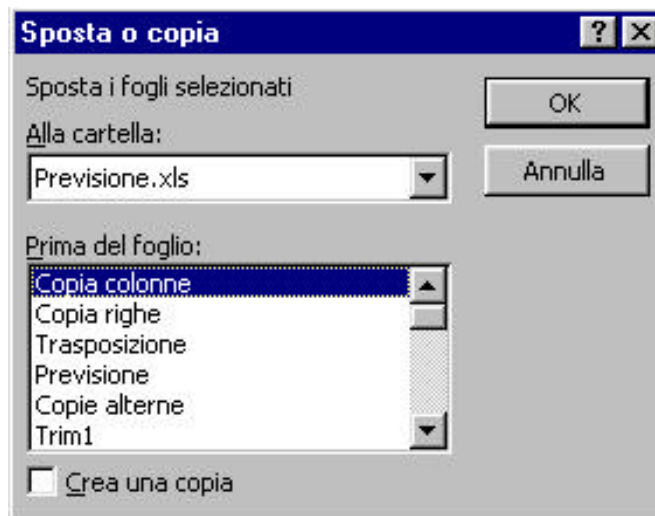 Sposta o copia
Sposta i fogli selezionati
OK
Alla cartella:
Previsione.xls
Annulla
Prima del foglio:
Copia colonne
Copia righe
Trasposizione
Previsione
Copie alterne
Trim1
Crea una copia